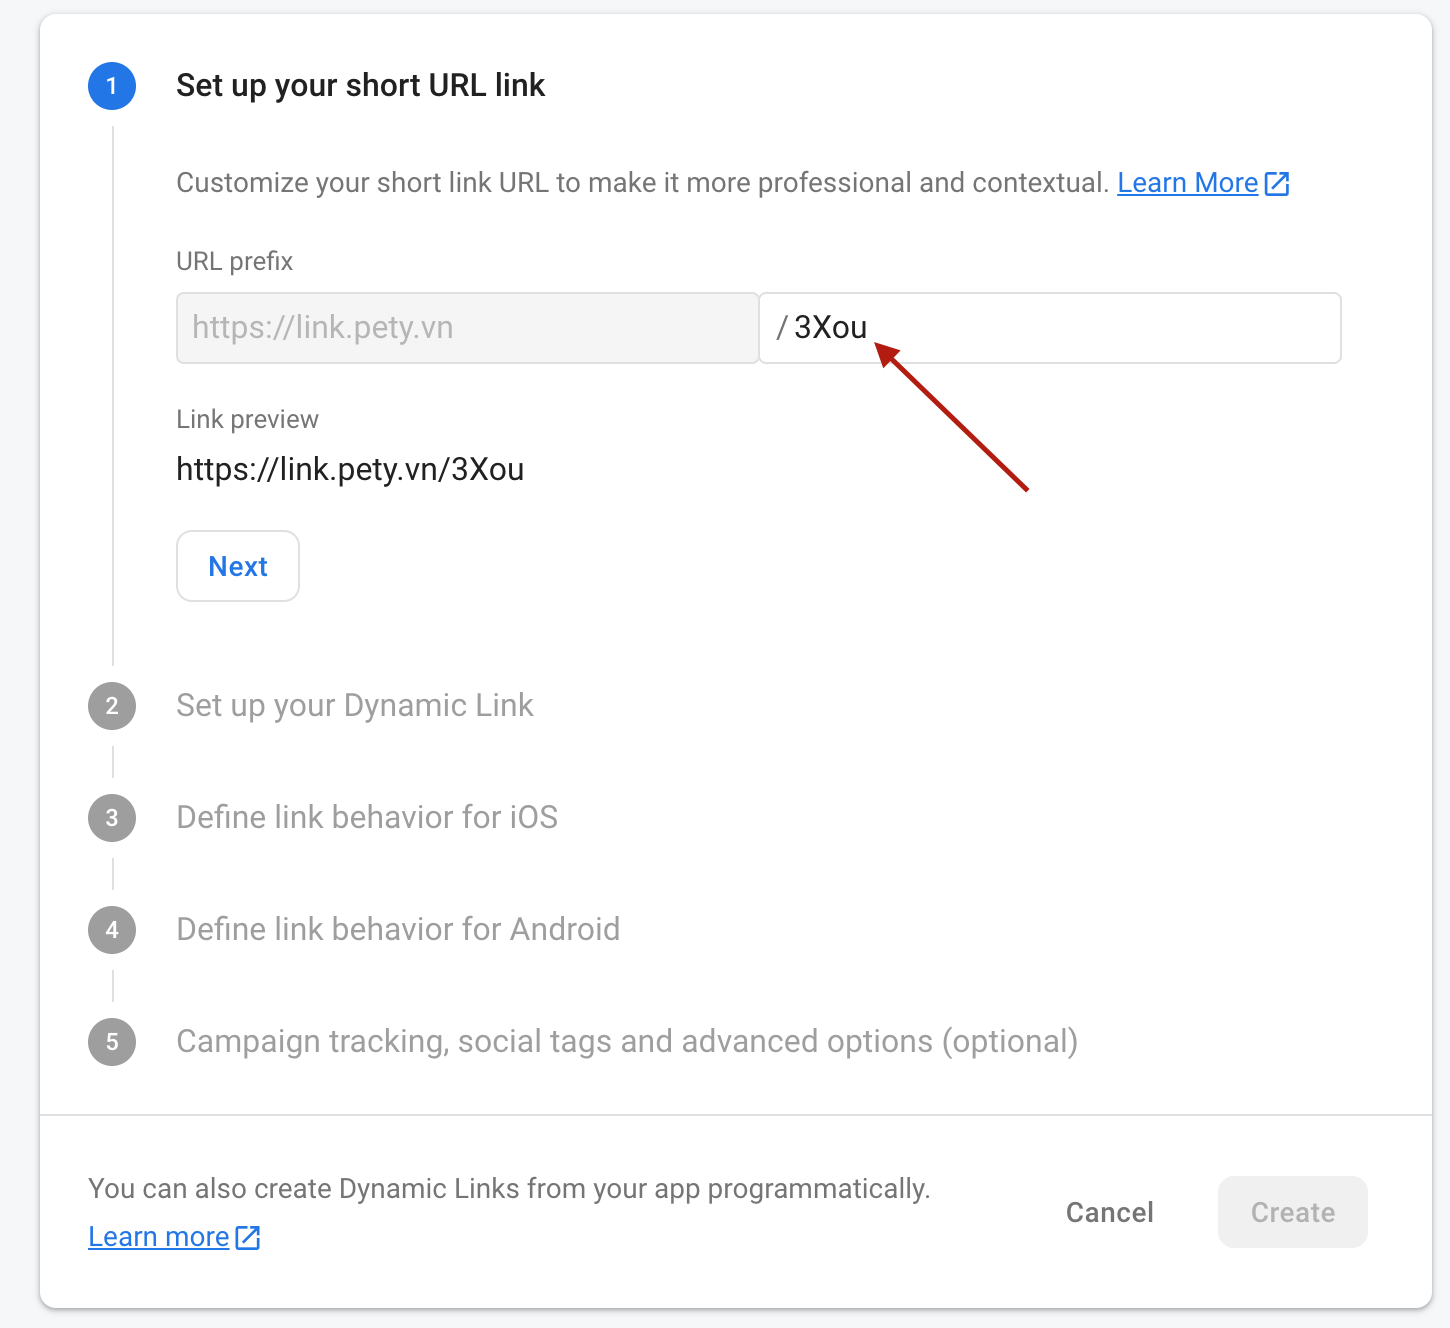 1 Set up your short URL link
Customize your short link URL to make it more professional and contextual. Learn More
URL prefix
https://link.pety.vn / 3Xou
Link preview
https://link.pety.vn/3Xou
Next
2 Set up your Dynamic Link
3 Define link behavior for iOS
4 Define link behavior for Android
5 Campaign tracking, social tags and advanced options (optional)
You can also create Dynamic Links from your app programmatically.
Learn more
Cancel Create